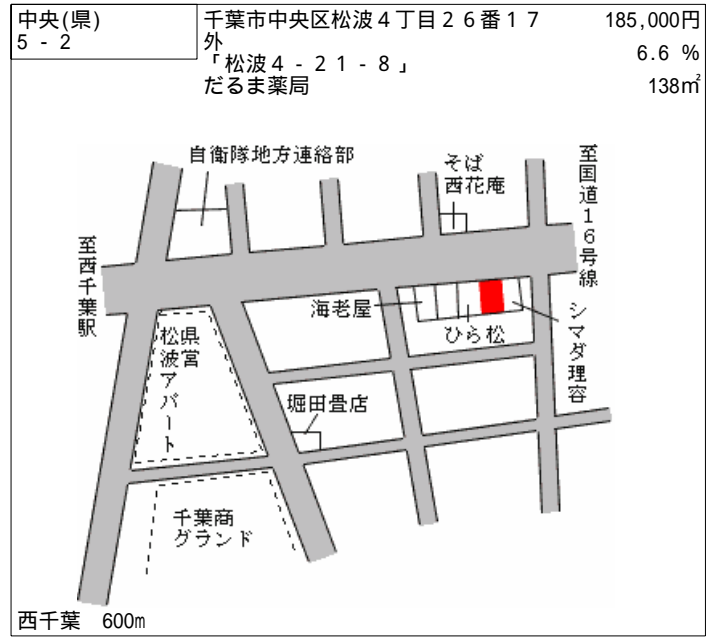 中央(県)
5 - 2
千葉市中央区松波４丁目２６番１７
外
「松波４ - ２１ - ８」
だるま薬局
185,000円
6.6 %
138㎡
自衛隊地方連絡部
そば
西花庵
至国道１６号線
至西千葉駅
海老屋
ひら松
シマダ理容
県営
松波アパート
堀田畳店
千葉商
グランド
西千葉 600m